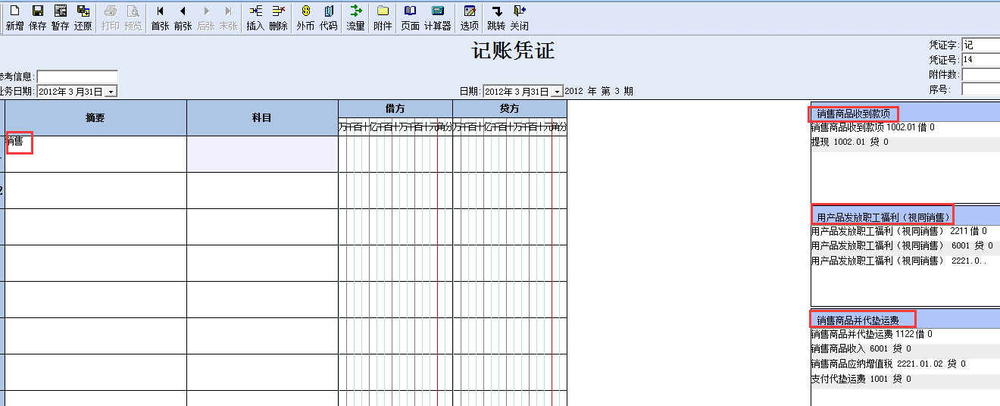 新增 保存 暂存 还原 打印 预览 首张 前张 后张 末张 插入 删除 外币 代码 流量 附件 页面 计算器 选项 跳转 关闭
记账凭证
凭证字: 记
凭证号: 14
附件数:
序号:
参考信息:
业务日期: 2012年 3 月31日
日期: 2012年 3 月31日 2012 年 第 3 期
摘要 科目 借方 贷方
万千百十亿千百十万千百十元角分 万千百十亿千百十万千百十元角分
销售
2
销售商品收到款项
销售商品收到款项 1002.01 借 0
提现 1002.01 贷 0
用产品发放职工福利（视同销售）
用产品发放职工福利（视同销售） 2211 借 0
用产品发放职工福利（视同销售） 6001 贷 0
用产品发放职工福利（视同销售） 2221.0..
销售商品并代垫运费
销售商品并代垫运费 1122 借 0
销售商品收入 6001 贷 0
销售商品应纳增值税 2221.01.02 贷 0
支付代垫运费 1001 贷 0